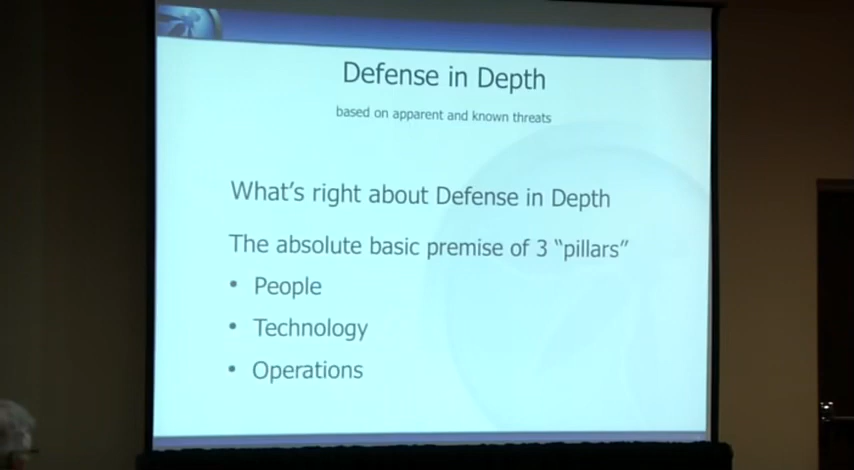 Defense in Depth
based on apparent and known threats
What's right about Defense in Depth
The absolute basic premise of 3 “pillars”
• People
• Technology
• Operations